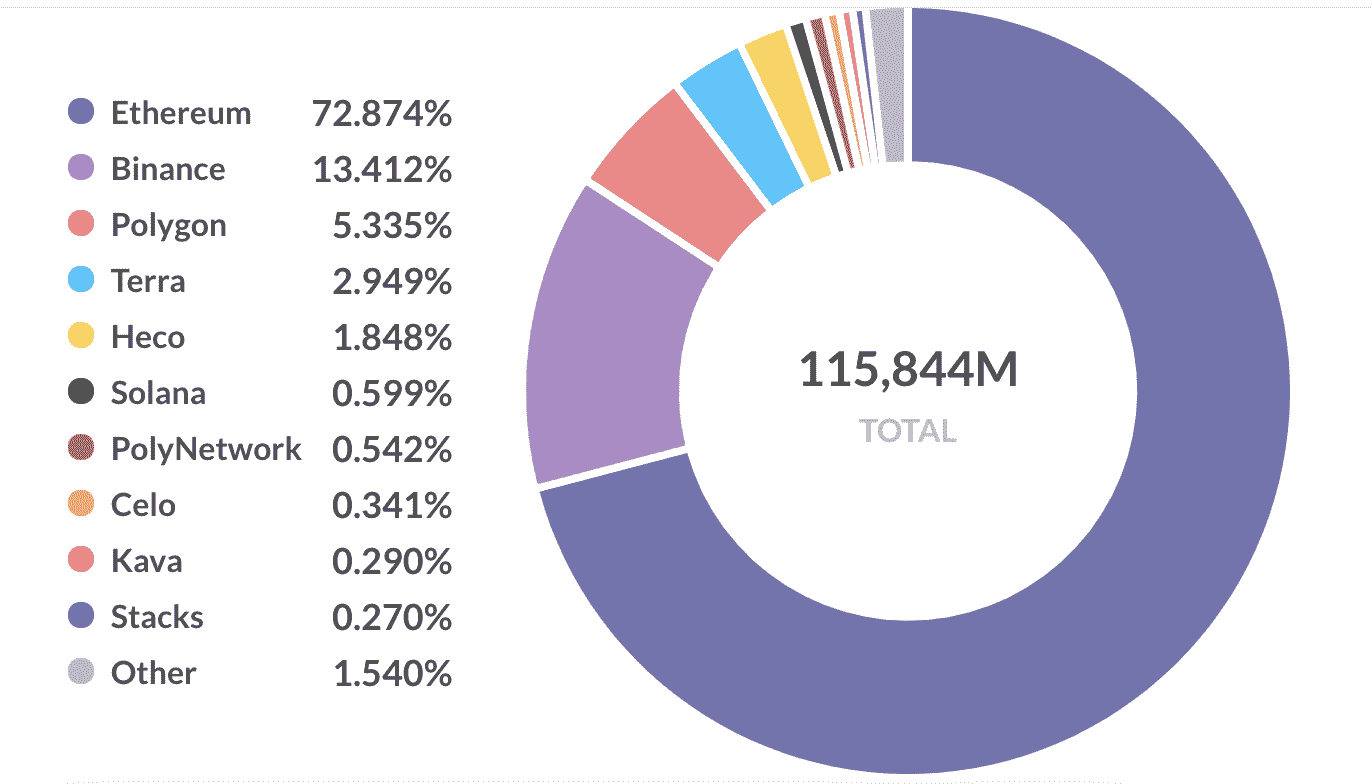 Ethereum 72.874%
Binance 13.412%
Polygon 5.335%
Terra 2.949%
Heco 1.848%
Solana 0.599%
PolyNetwork 0.542%
Celo 0.341%
Kava 0.290%
Stacks 0.270%
Other 1.540%
115,844M
TOTAL